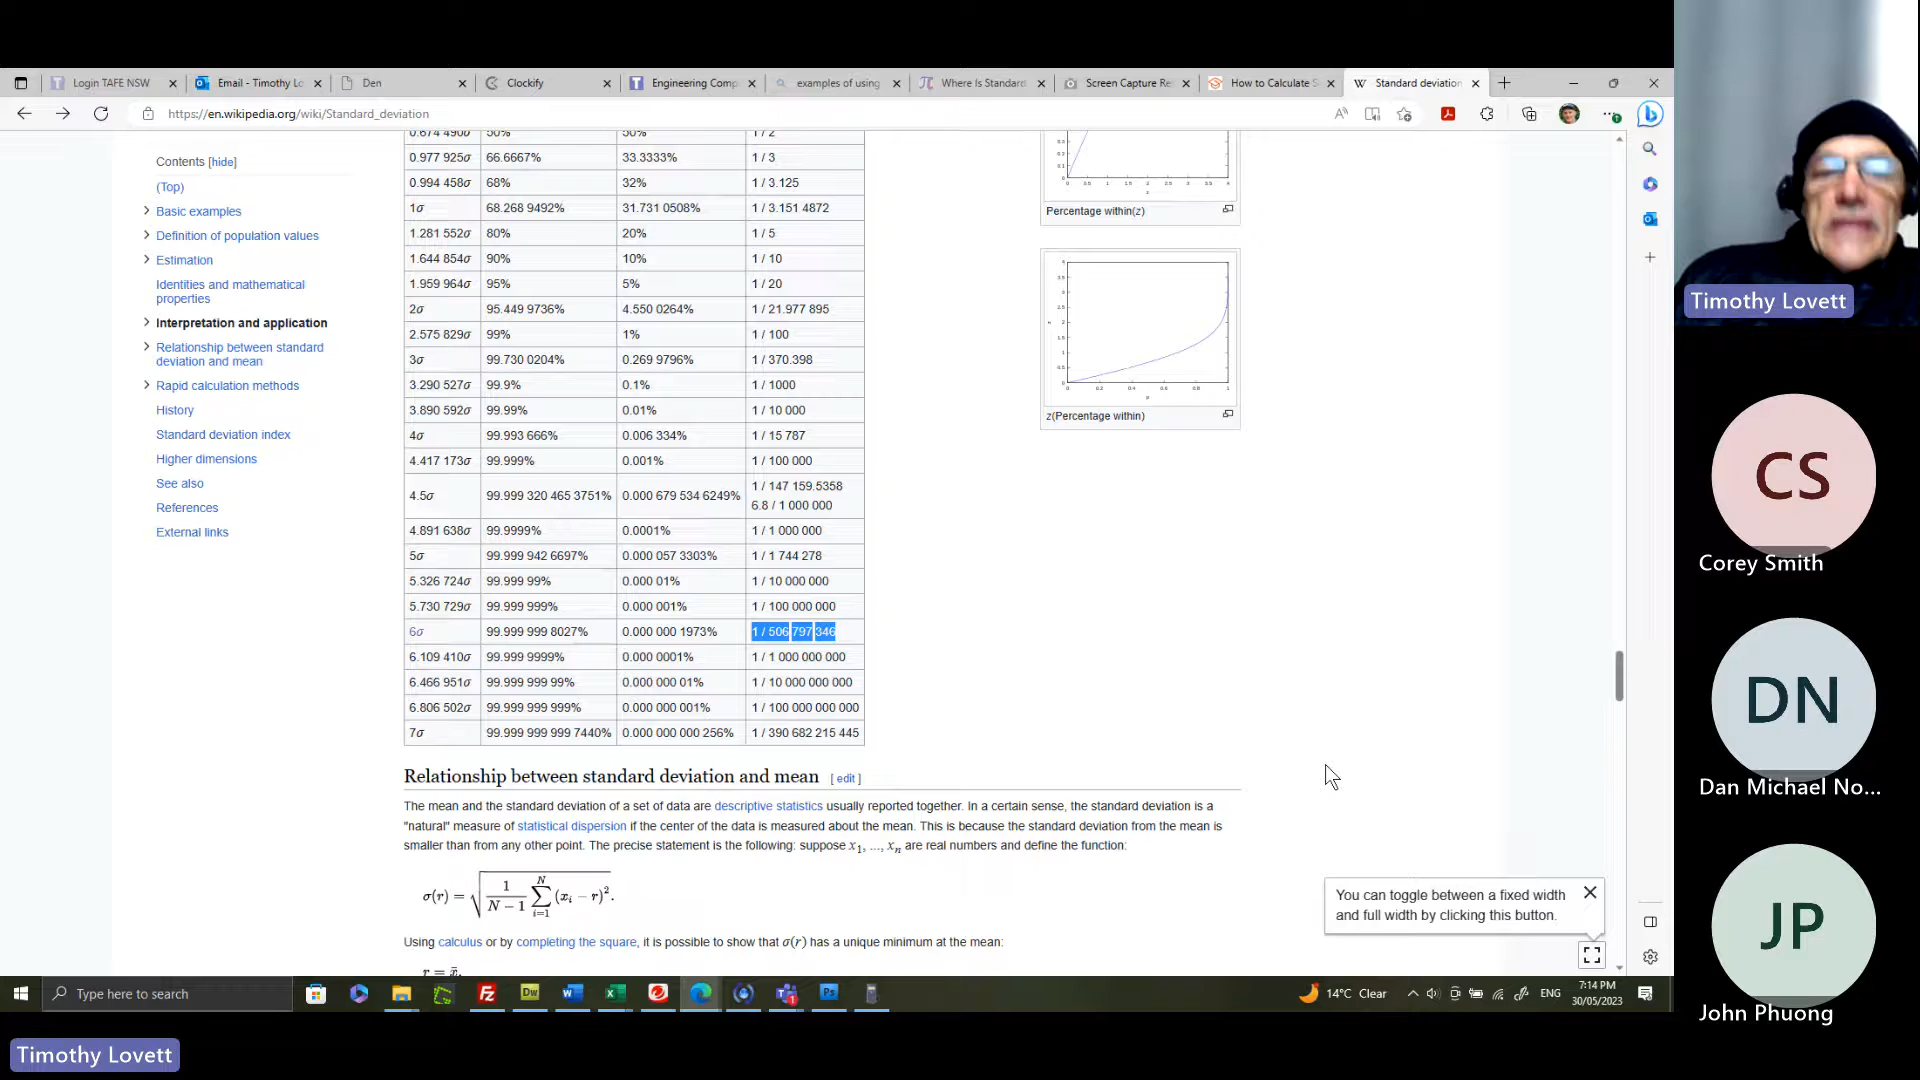 Login TAFE NSW
Email - Timothy Lo
Den
Clockify
Engineering Comp
examples of using
Where Is Standard
Screen Capture Re
How to Calculate S
Standard deviation
https://en.wikipedia.org/wiki/Standard_deviation
Contents [hide]
(Top)
Basic examples
Definition of population values
Estimation
Identities and mathematical
properties
Interpretation and application
Relationship between standard
deviation and mean
Rapid calculation methods
History
Standard deviation index
Higher dimensions
See also
References
External links
0.674 490σ 50% 50% 1 / 2
0.977 925σ 66.6667% 33.3333% 1 / 3
0.994 458σ 68% 32% 1 / 3.125
1σ 68.268 9492% 31.731 0508% 1 / 3.151 4872
1.281 552σ 80% 20% 1 / 5
1.644 854σ 90% 10% 1 / 10
1.959 964σ 95% 5% 1 / 20
2σ 95.449 9736% 4.550 0264% 1 / 21.977 895
2.575 829σ 99% 1% 1 / 100
3σ 99.730 0204% 0.269 9796% 1 / 370.398
3.290 527σ 99.9% 0.1% 1 / 1000
3.890 592σ 99.99% 0.01% 1 / 10 000
4σ 99.993 666% 0.006 334% 1 / 15 787
4.417 173σ 99.999% 0.001% 1 / 100 000
4.5σ 99.999 320 465 3751% 0.000 679 534 6249% 1 / 147 159.5358
6.8 / 1 000 000
4.891 638σ 99.9999% 0.0001% 1 / 1 000 000
5σ 99.999 942 6697% 0.000 057 3303% 1 / 1 744 278
5.326 724σ 99.999 99% 0.000 01% 1 / 10 000 000
5.730 729σ 99.999 999% 0.000 001% 1 / 100 000 000
6σ 99.999 999 8027% 0.000 000 1973% 1 / 506 797 346
6.109 410σ 99.999 9999% 0.000 0001% 1 / 1 000 000 000
6.466 951σ 99.999 999 99% 0.000 000 01% 1 / 10 000 000 000
6.806 502σ 99.999 999 999% 0.000 000 001% 1 / 100 000 000 000
7σ 99.999 999 999 7440% 0.000 000 000 256% 1 / 390 682 215 445
Percentage within(z)
z(Percentage within)
Relationship between standard deviation and mean [ edit ]
The mean and the standard deviation of a set of data are descriptive statistics usually reported together. In a certain sense, the standard deviation is a
"natural" measure of statistical dispersion if the center of the data is measured about the mean. This is because the standard deviation from the mean is
smaller than from any other point. The precise statement is the following: suppose x1, ..., xn are real numbers and define the function:
σ(r) = √(1/(N − 1) ∑_{i=1}^{N} (x_i − r)^2).
Using calculus or by completing the square, it is possible to show that σ(r) has a unique minimum at the mean:
r = x̄.
You can toggle between a fixed width
and full width by clicking this button.
Type here to search
14°C Clear
ENG
7:14 PM
30/05/2023
Timothy Lovett
CS
Corey Smith
DN
Dan Michael No...
JP
John Phuong
Timothy Lovett